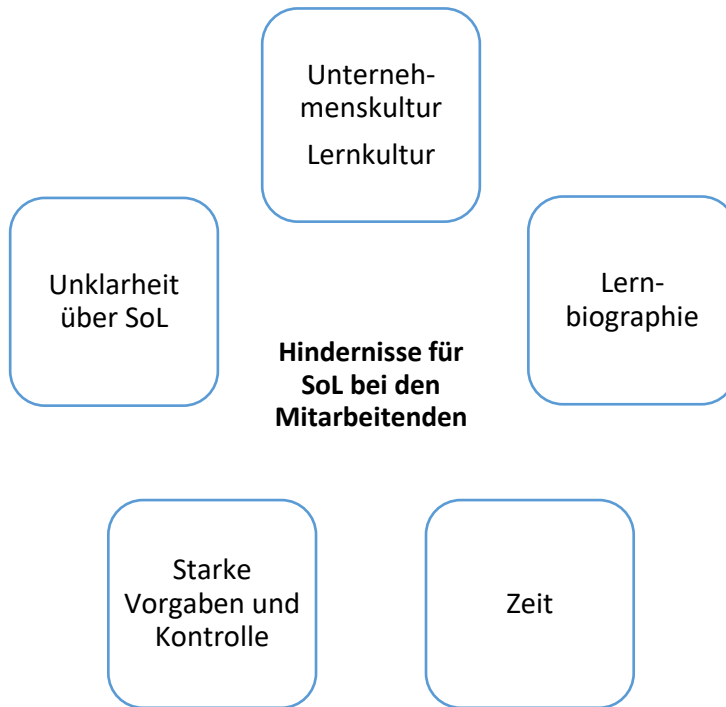 Unterneh-
menskultur
Lernkultur
Unklarheit
über SoL
Lern-
biographie
Hindernisse für
SoL bei den
Mitarbeitenden
Starke
Vorgaben und
Kontrolle
Zeit